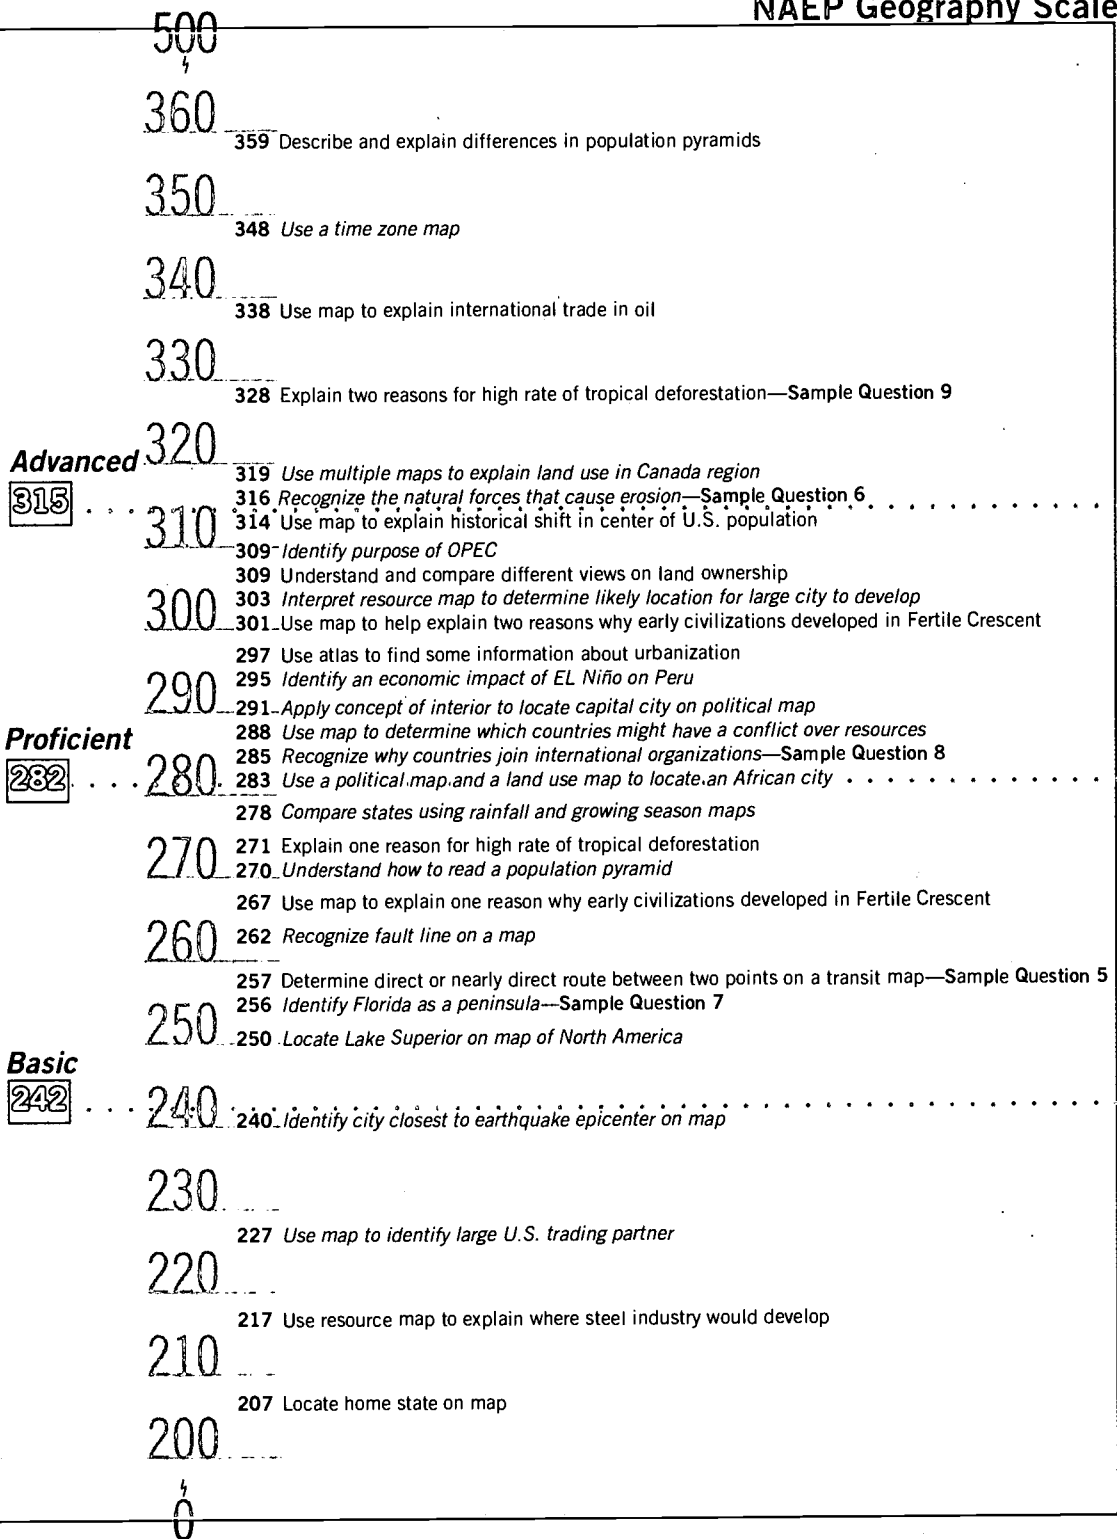 NAEP Geography Scale
500
360
359 Describe and explain differences in population pyramids
350
348 Use a time zone map
340
338 Use map to explain international trade in oil
330
328 Explain two reasons for high rate of tropical deforestation—Sample Question 9
320
Advanced
319 Use multiple maps to explain land use in Canada region
315
316 Recognize the natural forces that cause erosion—Sample Question 6
310
314 Use map to explain historical shift in center of U.S. population
309 Identify purpose of OPEC
309 Understand and compare different views on land ownership
300
303 Interpret resource map to determine likely location for large city to develop
301 Use map to help explain two reasons why early civilizations developed in Fertile Crescent
297 Use atlas to find some information about urbanization
290
295 Identify an economic impact of EL Niño on Peru
291 Apply concept of interior to locate capital city on political map
Proficient
288 Use map to determine which countries might have a conflict over resources
285 Recognize why countries join international organizations—Sample Question 8
282
280
283 Use a political map and a land use map to locate an African city
278 Compare states using rainfall and growing season maps
270
271 Explain one reason for high rate of tropical deforestation
270 Understand how to read a population pyramid
267 Use map to explain one reason why early civilizations developed in Fertile Crescent
260
262 Recognize fault line on a map
257 Determine direct or nearly direct route between two points on a transit map—Sample Question 5
256 Identify Florida as a peninsula—Sample Question 7
250
250 Locate Lake Superior on map of North America
Basic
242
240
240 Identify city closest to earthquake epicenter on map
230
227 Use map to identify large U.S. trading partner
220
217 Use resource map to explain where steel industry would develop
210
207 Locate home state on map
200
0